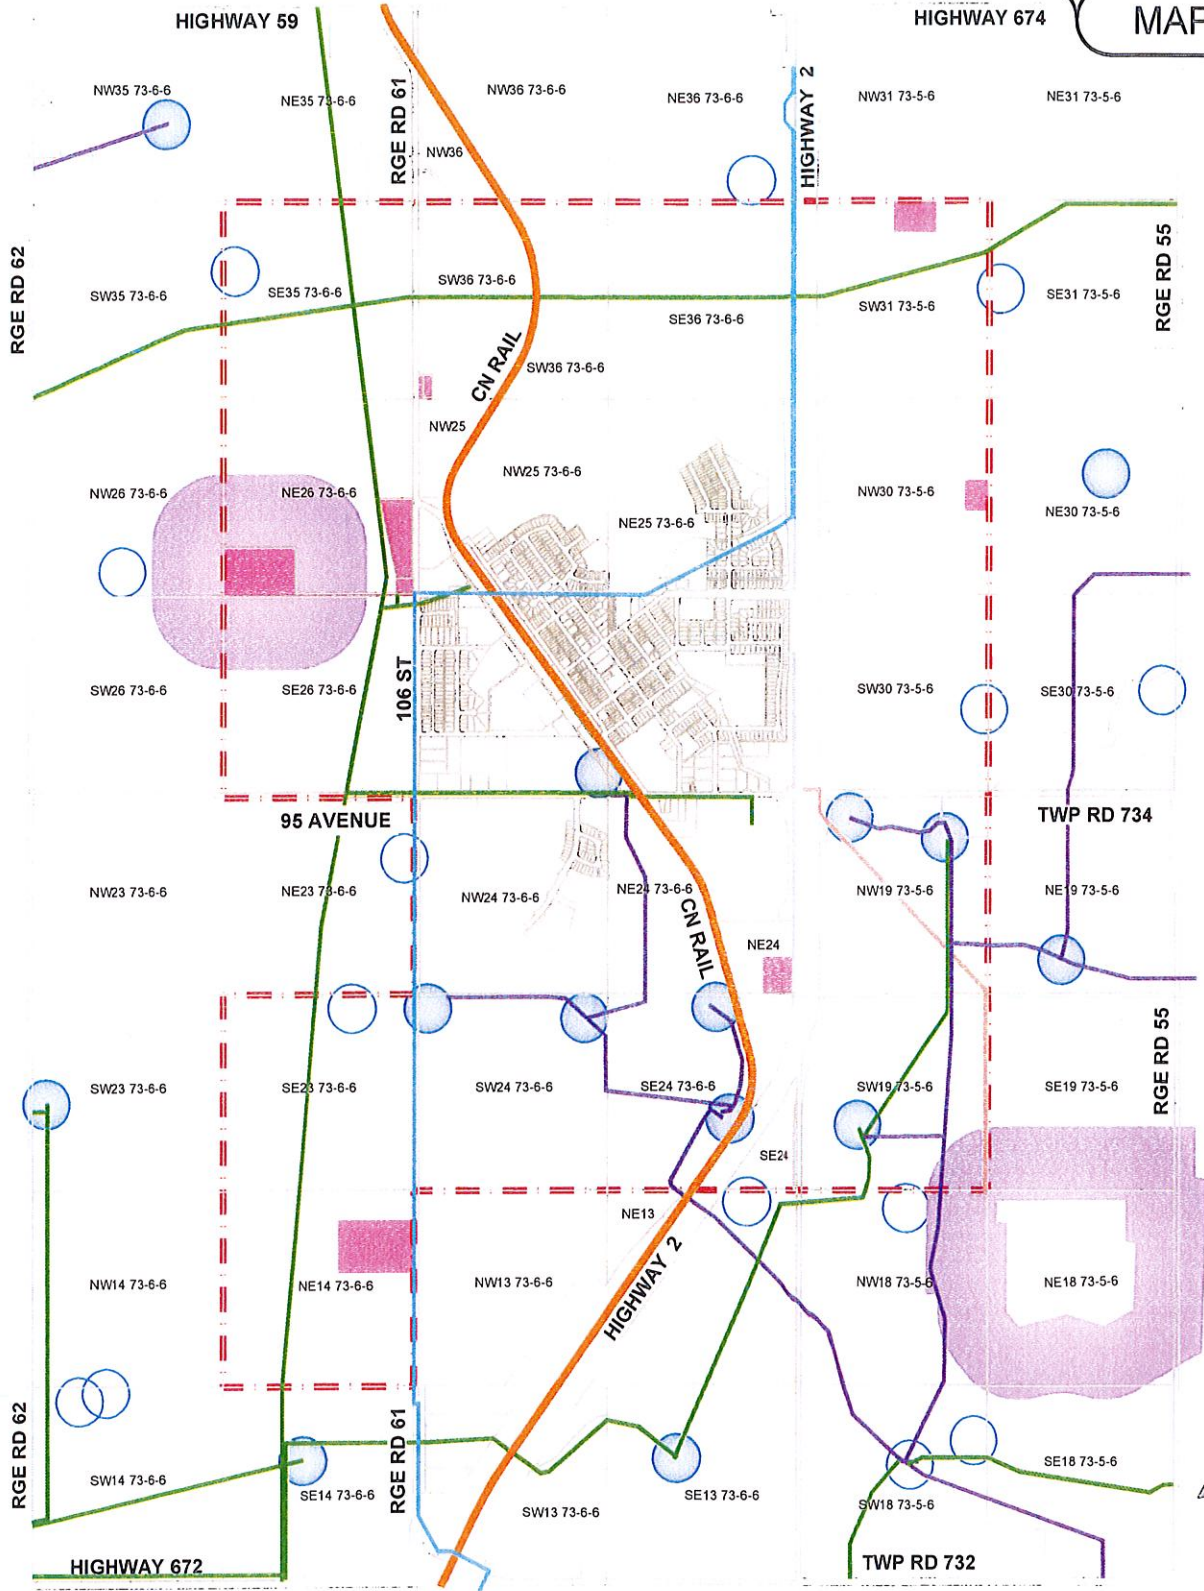 HIGHWAY 59
HIGHWAY 674
MAP
NW35 73-6-6
NE35 73-6-6
RGE RD 61
NW36 73-6-6
NE36 73-6-6
HIGHWAY 2
NW31 73-5-6
NE31 73-5-6
NW36
RGE RD 62
SW35 73-6-6
SE35 73-6-6
SW36 73-6-6
SE36 73-6-6
SW31 73-5-6
SE31 73-5-6
RGE RD 55
CN RAIL
SW36 73-6-6
NW25
NW26 73-6-6
NE26 73-6-6
NW25 73-6-6
NE25 73-6-6
NW30 73-5-6
NE30 73-5-6
SW26 73-6-6
SE26 73-6-6
106 ST
SW30 73-5-6
SE30 73-5-6
95 AVENUE
TWP RD 734
NW23 73-6-6
NE23 73-6-6
NW24 73-6-6
NE24 73-6-6
CN RAIL
NE24
NW19 73-5-6
NE19 73-5-6
SW23 73-6-6
SE23 73-6-6
SW24 73-6-6
SE24 73-6-6
SW19 73-5-6
SE19 73-5-6
RGE RD 55
SE24
NE13
NW14 73-6-6
NE14 73-6-6
NW13 73-6-6
HIGHWAY 2
NW18 73-5-6
NE18 73-5-6
RGE RD 62
SW14 73-6-6
SE14 73-6-6
RGE RD 61
SW13 73-6-6
SE13 73-6-6
SW18 73-5-6
SE18 73-5-6
HIGHWAY 672
TWP RD 732